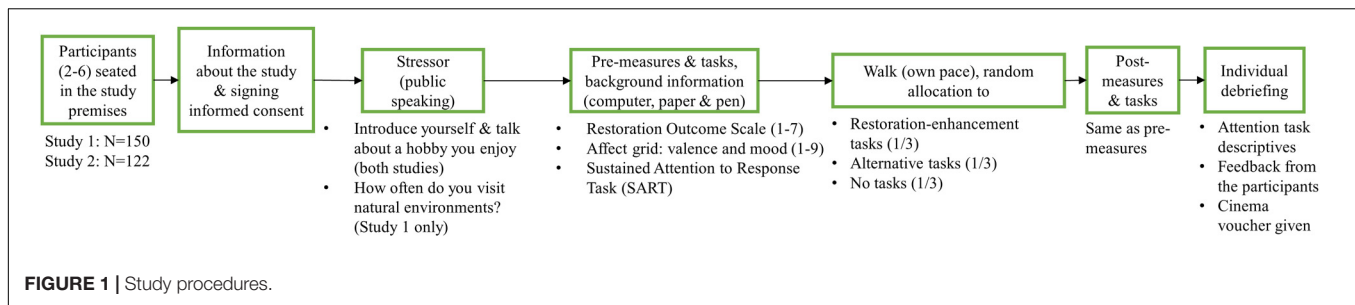 Participants
(2-6) seated
in the study
premises
Study 1: N=150
Study 2: N=122
Information
about the study
& signing
informed consent
Stressor
(public
speaking)
• Introduce yourself & talk
about a hobby you enjoy
(both studies)
• How often do you visit
natural environments?
(Study 1 only)
Pre-measures & tasks,
background information
(computer, paper & pen)
• Restoration Outcome Scale (1-7)
• Affect grid: valence and mood (1-9)
• Sustained Attention to Response
Task (SART)
Walk (own pace), random
allocation to
• Restoration-enhancement
tasks (1/3)
• Alternative tasks (1/3)
• No tasks (1/3)
Post-
measures
& tasks
Same as pre-
measures
Individual
debriefing
• Attention task
descriptives
• Feedback from
the participants
• Cinema
voucher given
FIGURE 1 | Study procedures.